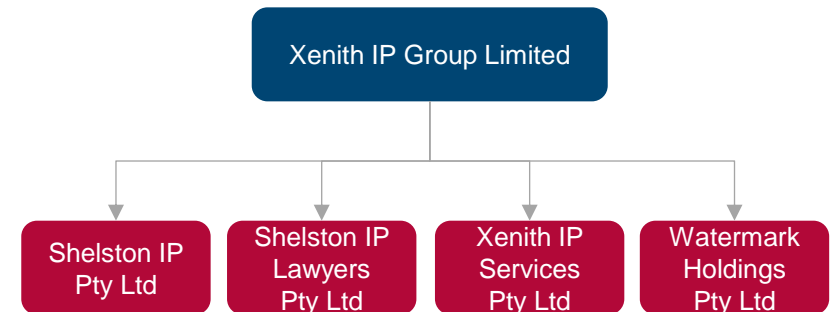 Xenith IP Group Limited
Shelston IP
Pty Ltd
Shelston IP
Lawyers
Pty Ltd
Xenith IP
Services
Pty Ltd
Watermark
Holdings
Pty Ltd